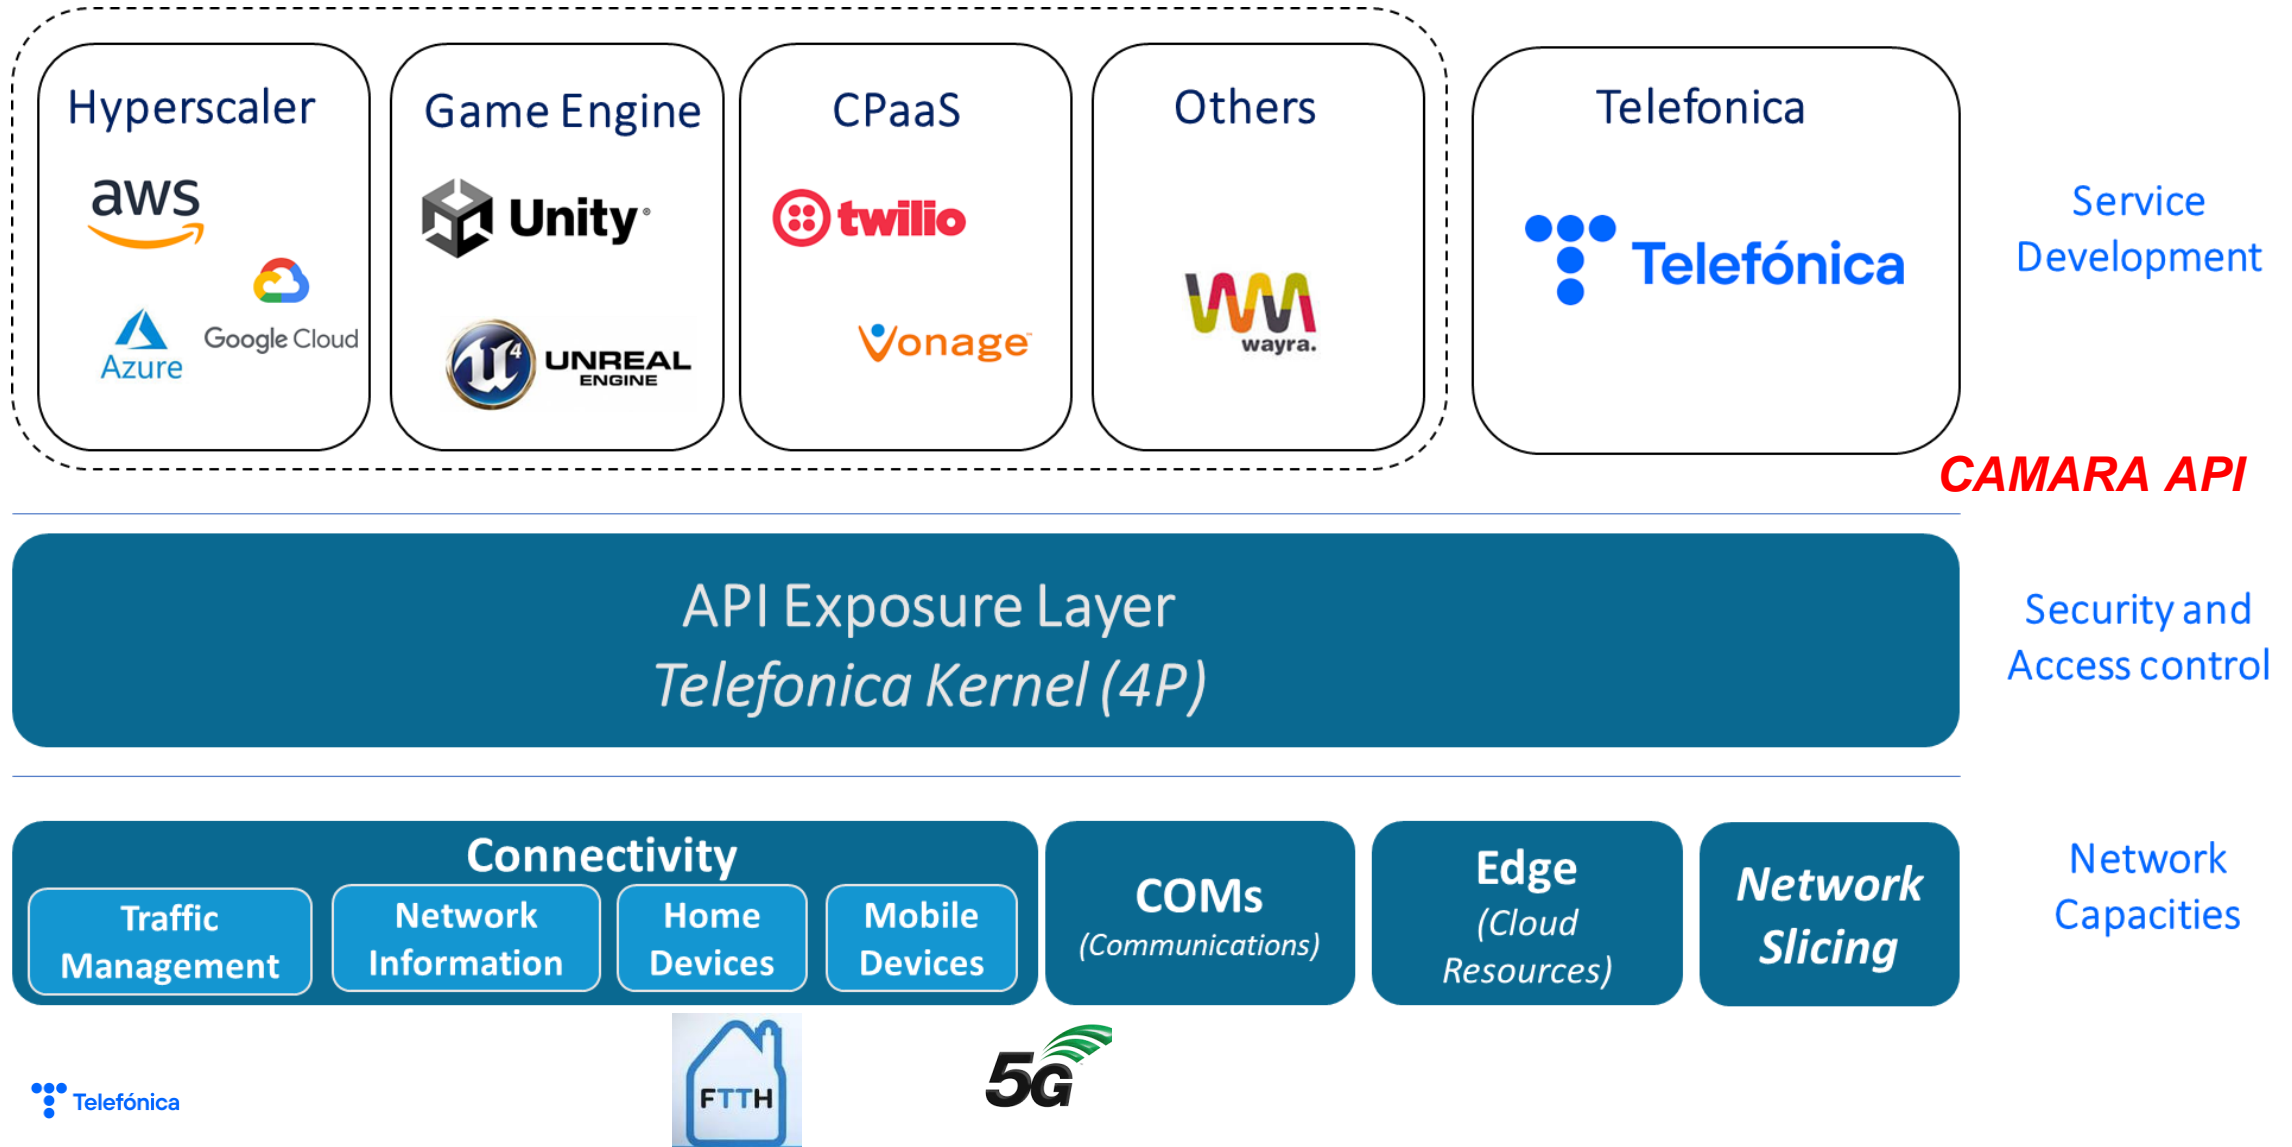 Hyperscaler
aws
Google Cloud
Azure
Game Engine
Unity®
U4
UNREAL
ENGINE
CPaaS
twilio
Vonage™
Others
wayra.
Telefonica
Telefónica
Service
Development
CAMARA API
API Exposure Layer
Telefonica Kernel (4P)
Security and
Access control
Connectivity
Traffic
Management
Network
Information
Home
Devices
Mobile
Devices
COMs
(Communications)
Edge
(Cloud
Resources)
Network
Slicing
Network
Capacities
FTTH
5G
Telefónica